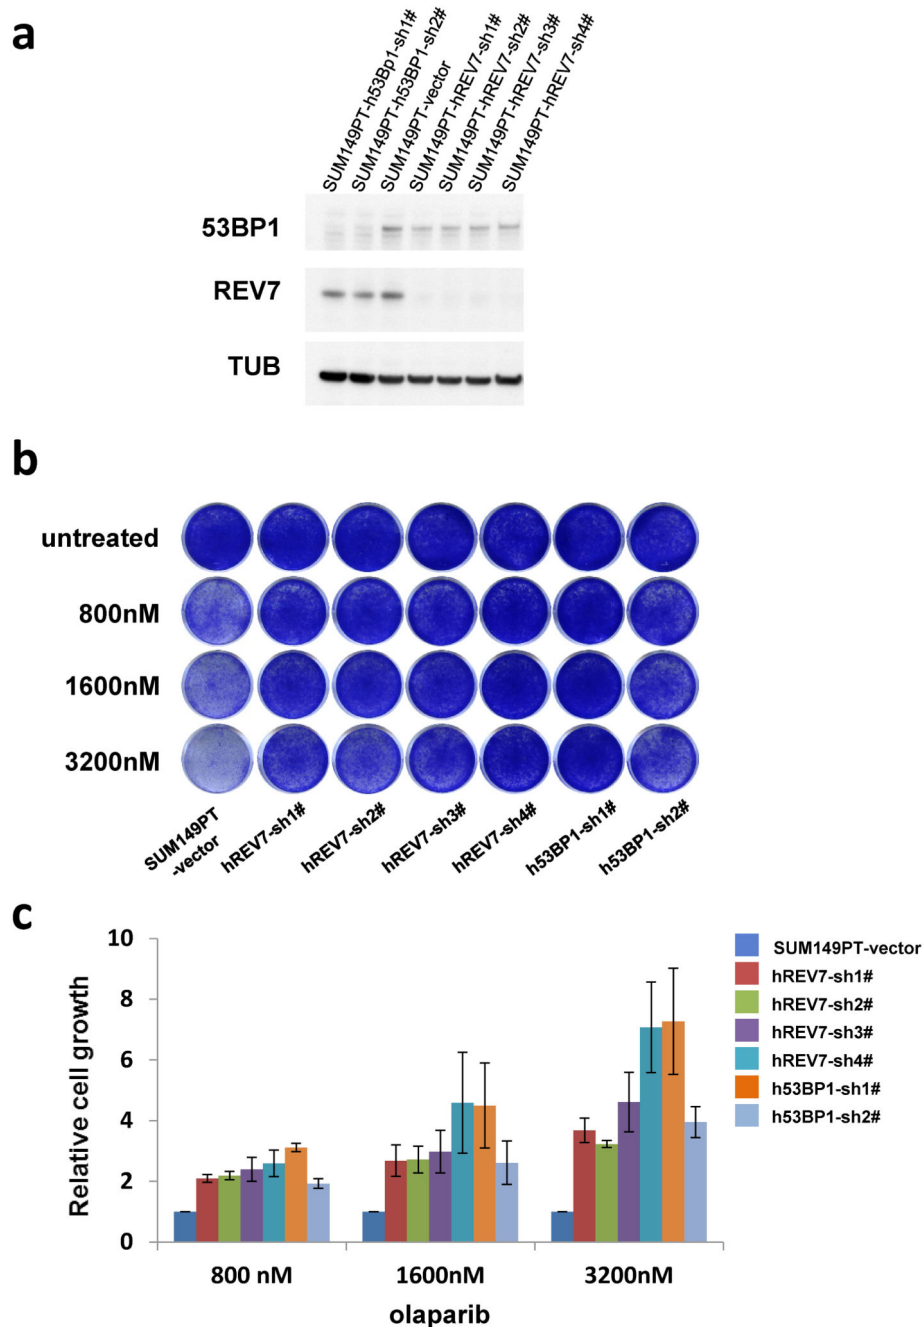 a
SUM149PT-h53Bp1-sh1#
SUM149PT-h53BP1-sh2#
SUM149PT-vector
SUM149PT-hREV7-sh1#
SUM149PT-hREV7-sh2#
SUM149PT-hREV7-sh3#
SUM149PT-hREV7-sh4#
53BP1
REV7
TUB
b
untreated
800nM
1600nM
3200nM
SUM149PT
-vector
hREV7-sh1#
hREV7-sh2#
hREV7-sh3#
hREV7-sh4#
h53BP1-sh1#
h53BP1-sh2#
c
Relative cell growth
10
8
6
4
2
0
800 nM
1600nM
3200nM
olaparib
SUM149PT-vector
hREV7-sh1#
hREV7-sh2#
hREV7-sh3#
hREV7-sh4#
h53BP1-sh1#
h53BP1-sh2#